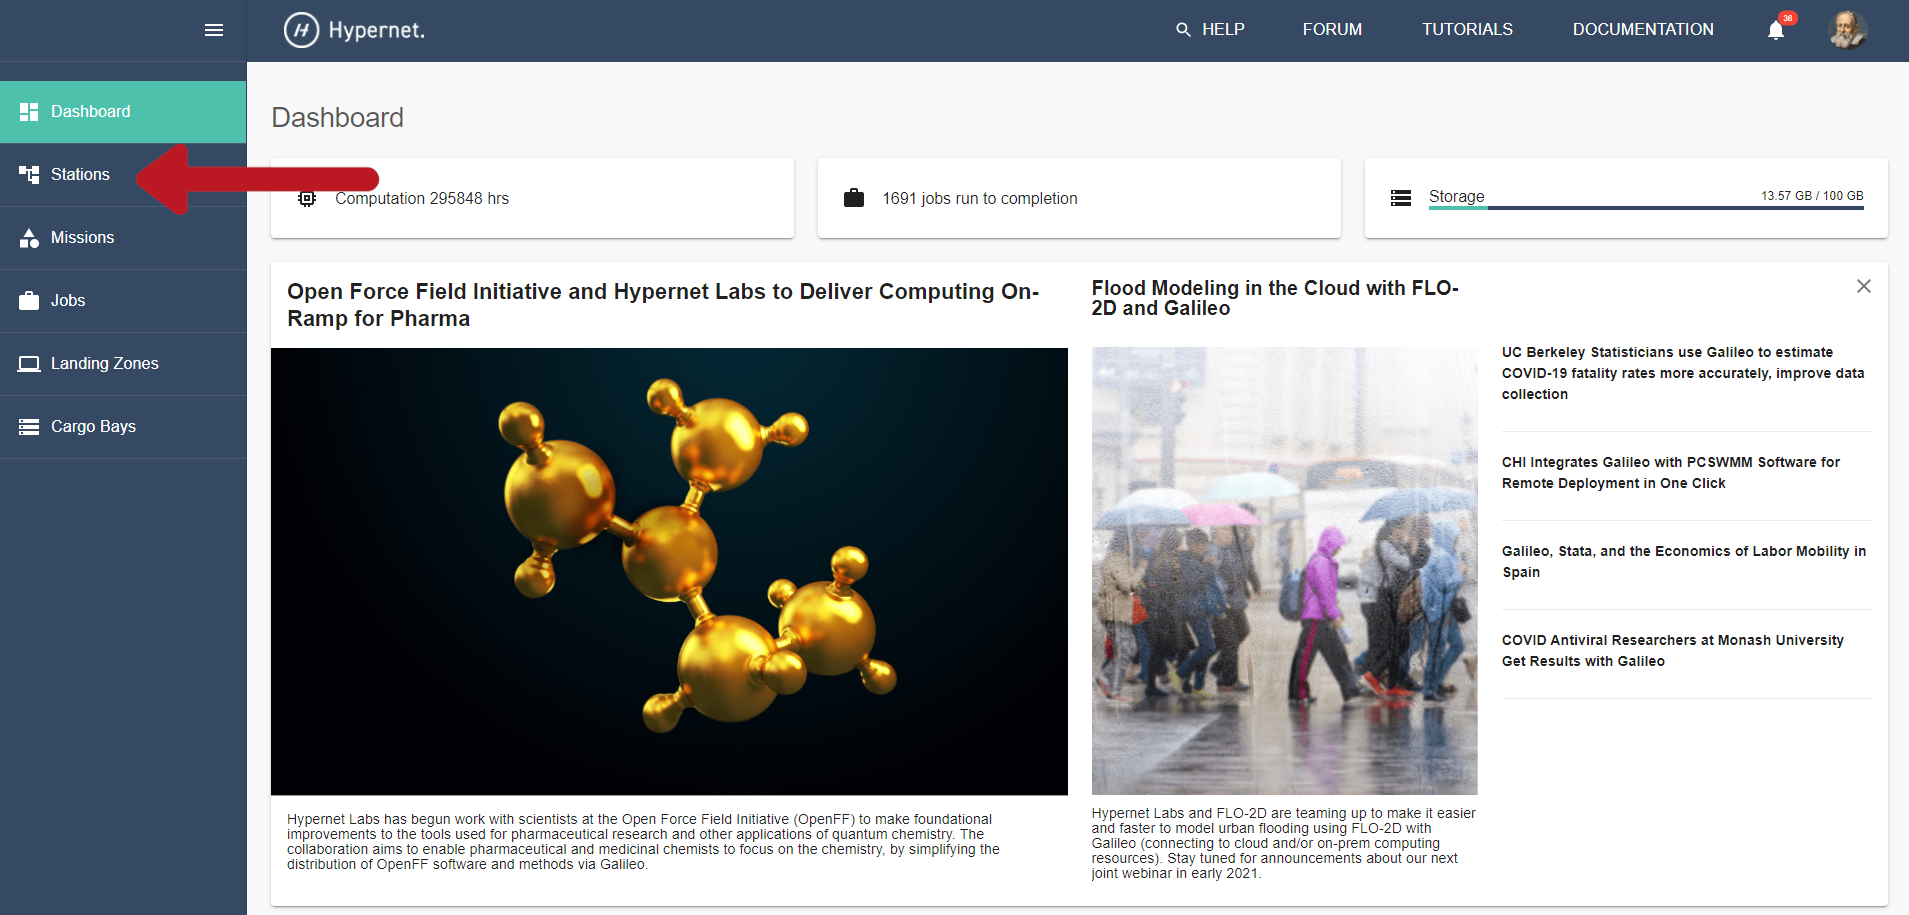 Hypernet.
HELP
FORUM
TUTORIALS
DOCUMENTATION
36
Dashboard
Stations
Missions
Jobs
Landing Zones
Cargo Bays
Dashboard
Computation 295848 hrs
1691 jobs run to completion
Storage
13.57 GB / 100 GB
Open Force Field Initiative and Hypernet Labs to Deliver Computing On-
Ramp for Pharma
Hypernet Labs has begun work with scientists at the Open Force Field Initiative (OpenFF) to make foundational
improvements to the tools used for pharmaceutical research and other applications of quantum chemistry. The
collaboration aims to enable pharmaceutical and medicinal chemists to focus on the chemistry, by simplifying the
distribution of OpenFF software and methods via Galileo.
Flood Modeling in the Cloud with FLO-
2D and Galileo
Hypernet Labs and FLO-2D are teaming up to make it easier
and faster to model urban flooding using FLO-2D with
Galileo (connecting to cloud and/or on-prem computing
resources). Stay tuned for announcements about our next
joint webinar in early 2021.
UC Berkeley Statisticians use Galileo to estimate
COVID-19 fatality rates more accurately, improve data
collection
CHI Integrates Galileo with PCSWMM Software for
Remote Deployment in One Click
Galileo, Stata, and the Economics of Labor Mobility in
Spain
COVID Antiviral Researchers at Monash University
Get Results with Galileo